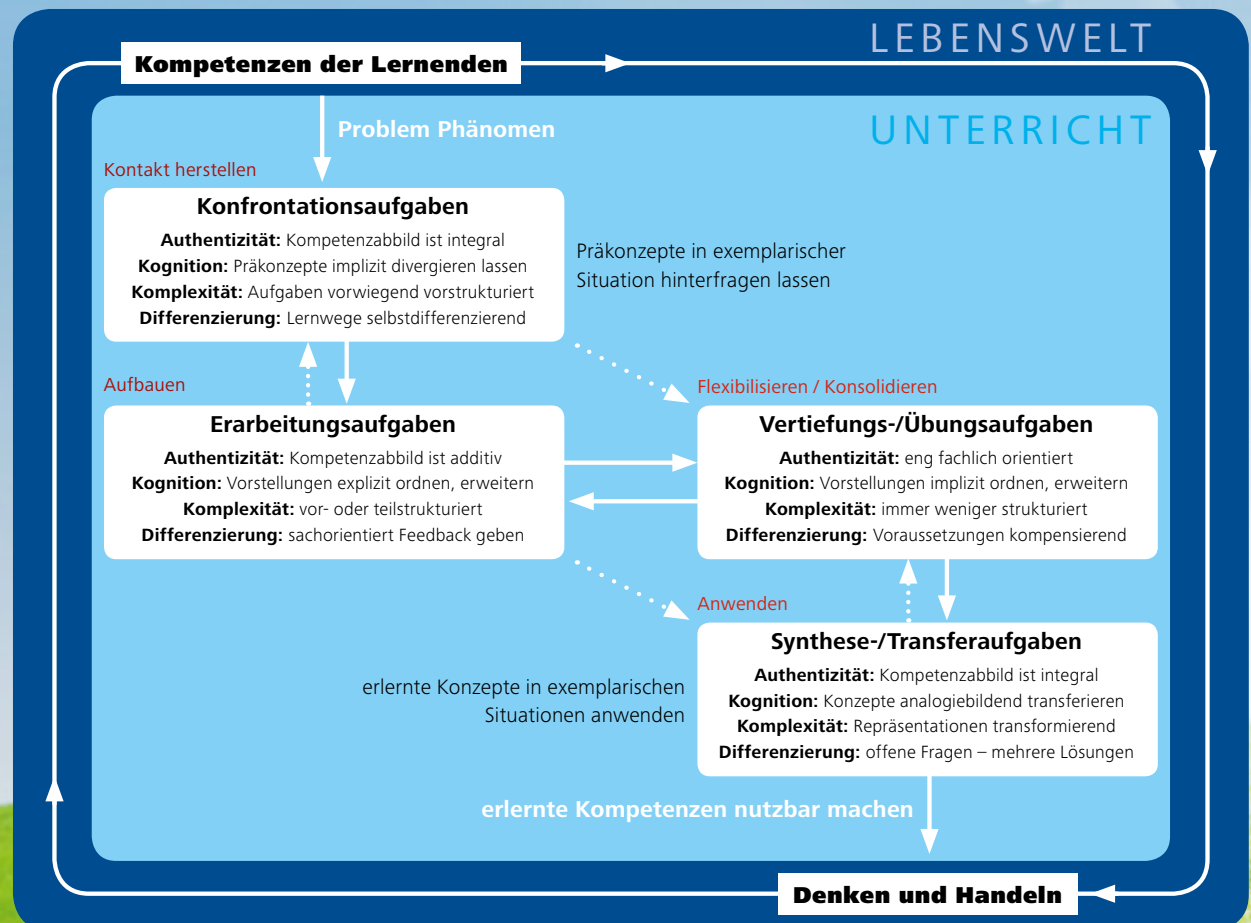 LEBENSWELT
Kompetenzen der Lernenden
UNTERRICHT
Problem Phänomen
Kontakt herstellen
Konfrontationsaufgaben
Authentizität: Kompetenzabbild ist integral
Kognition: Präkonzepte implizit divergieren lassen
Komplexität: Aufgaben vorwiegend vorstrukturiert
Differenzierung: Lernwege selbstdifferenzierend
Präkonzepte in exemplarischer
Situation hinterfragen lassen
Aufbauen
Erarbeitungsaufgaben
Authentizität: Kompetenzabbild ist additiv
Kognition: Vorstellungen explizit ordnen, erweitern
Komplexität: vor- oder teilstrukturiert
Differenzierung: sachorientiert Feedback geben
Flexibilisieren / Konsolidieren
Vertiefungs-/Übungsaufgaben
Authentizität: eng fachlich orientiert
Kognition: Vorstellungen implizit ordnen, erweitern
Komplexität: immer weniger strukturiert
Differenzierung: Voraussetzungen kompensierend
Anwenden
Synthese-/Transferaufgaben
Authentizität: Kompetenzabbild ist integral
Kognition: Konzepte analogiebildend transferieren
Komplexität: Repräsentationen transformierend
Differenzierung: offene Fragen – mehrere Lösungen
erlernte Konzepte in exemplarischen
Situationen anwenden
erlernte Kompetenzen nutzbar machen
Denken und Handeln